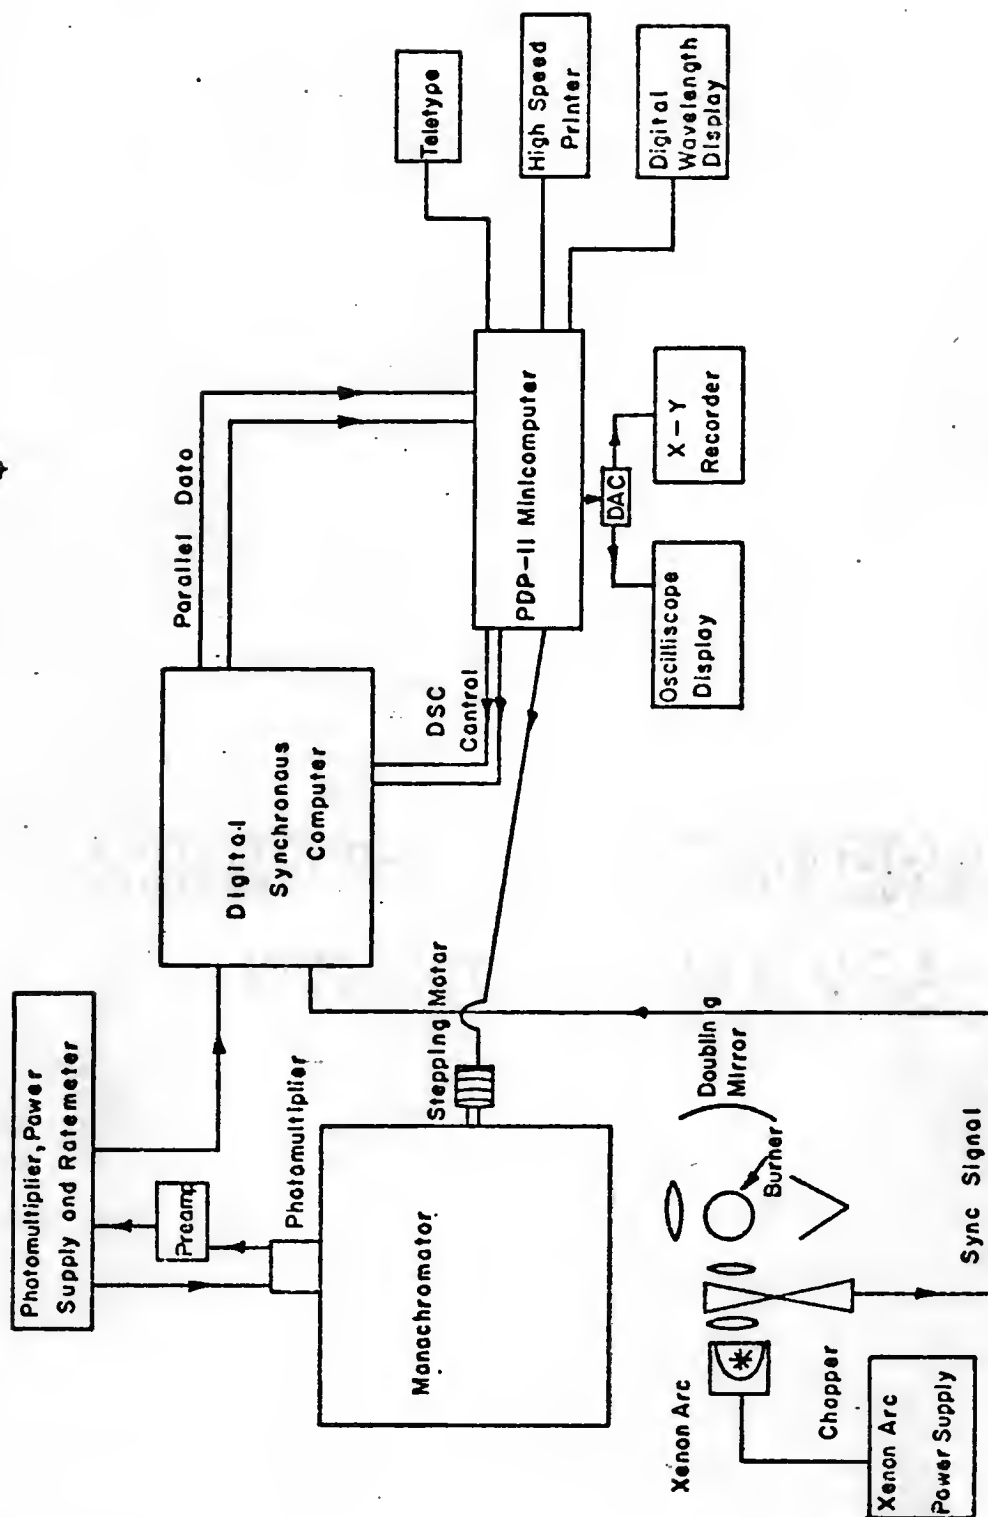 Photomultiplier, Power
Supply and Ratemeter
Preamp
Photomultiplier
Monochromator
Stepping Motor
Digital
Synchronous
Computer
Parallel Data
DSC
Control
PDP-11 Minicomputer
Teletype
High Speed
Printer
Digital
Wavelength
Display
DAC
X-Y
Recorder
Oscilliscope
Display
Xenon Arc
Chopper
Xenon Arc
Power Supply
Burner
Doubling
Mirror
Sync Signal